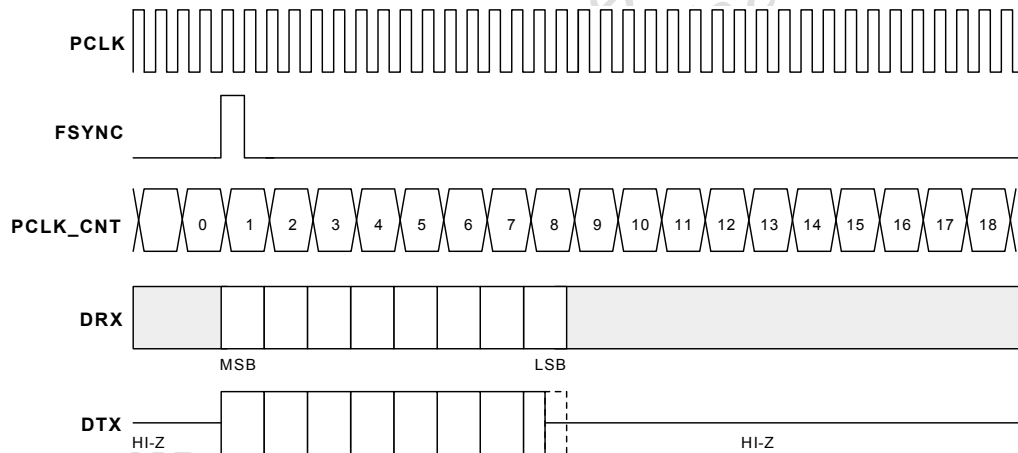 PCLK
FSYNC
PCLK_CNT 0 1 2 3 4 5 6 7 8 9 10 11 12 13 14 15 16 17 18
DRX
MSB LSB
DTX
HI-Z HI-Z